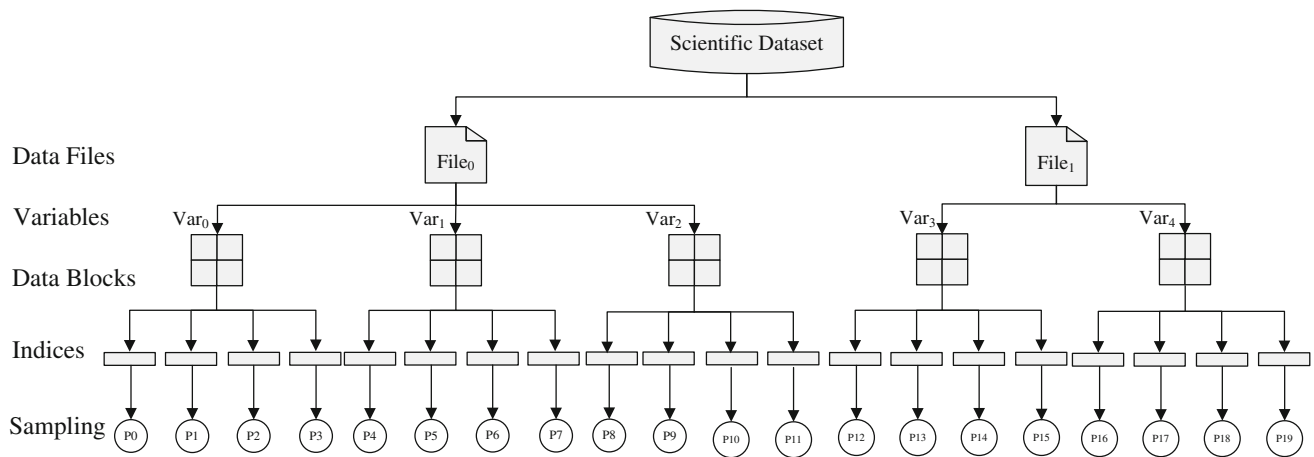 Scientific Dataset
Data Files
File₀
File₁
Variables
Var₀
Var₁
Var₂
Var₃
Var₄
Data Blocks
Indices
Sampling
P0
P1
P2
P3
P4
P5
P6
P7
P8
P9
P10
P11
P12
P13
P14
P15
P16
P17
P18
P19